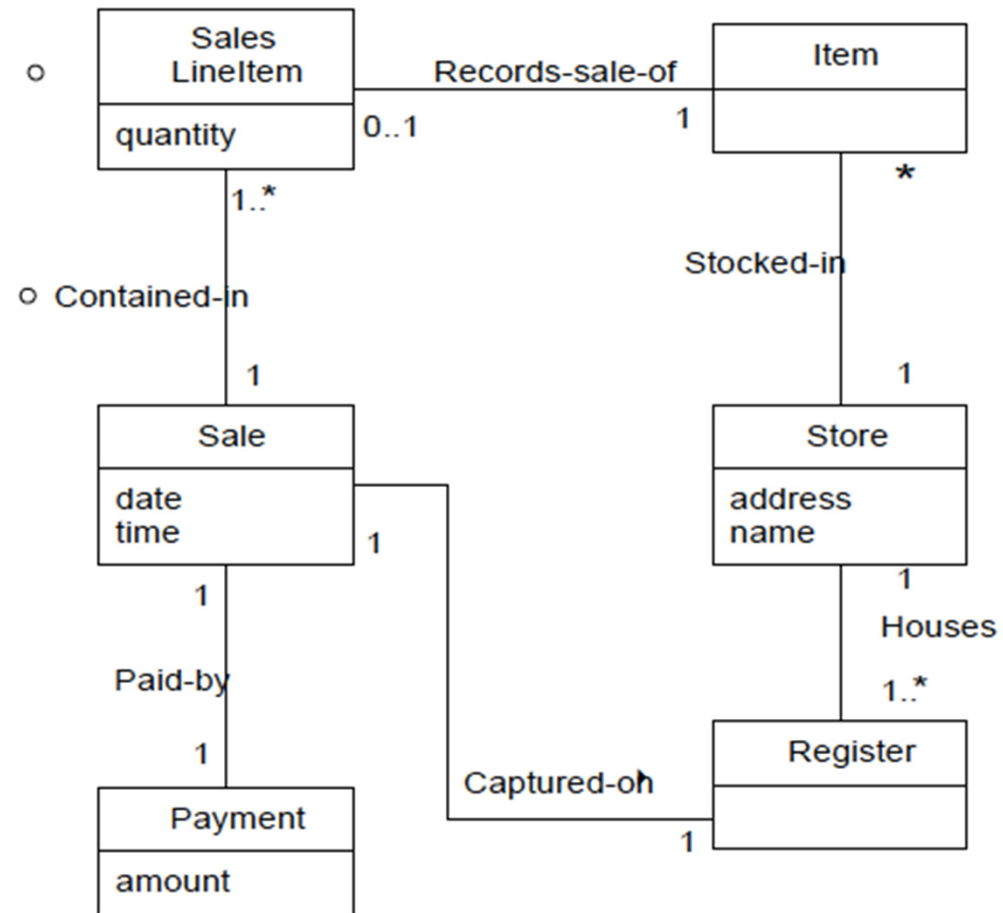 Sales
LineItem
quantity
Records-sale-of
0..1
1
Item
1..*
*
Contained-in
Stocked-in
1
1
Sale
date
time
1
Store
address
name
1
Houses
1..*
1
Paid-by
1
Captured-on
1
Register
Payment
amount